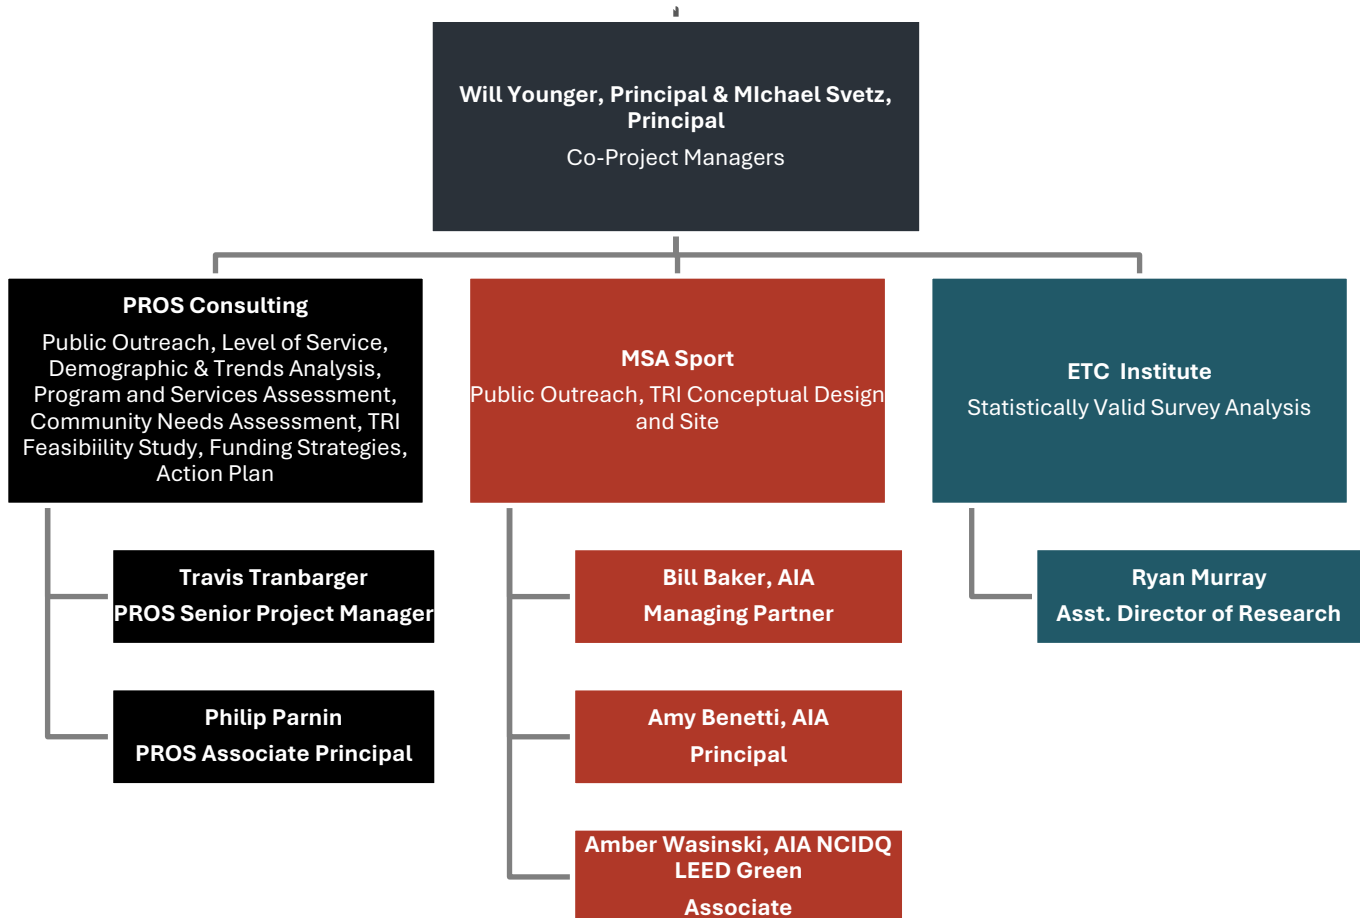 Will Younger, Principal & MIchael Svetz,
Principal
Co-Project Managers
PROS Consulting
Public Outreach, Level of Service,
Demographic & Trends Analysis,
Program and Services Assessment,
Community Needs Assessment, TRI
Feasibiility Study, Funding Strategies,
Action Plan
Travis Tranbarger
PROS Senior Project Manager
Philip Parnin
PROS Associate Principal
MSA Sport
Public Outreach, TRI Conceptual Design
and Site
Bill Baker, AIA
Managing Partner
Amy Benetti, AIA
Principal
Amber Wasinski, AIA NCIDQ
LEED Green
Associate
ETC Institute
Statistically Valid Survey Analysis
Ryan Murray
Asst. Director of Research